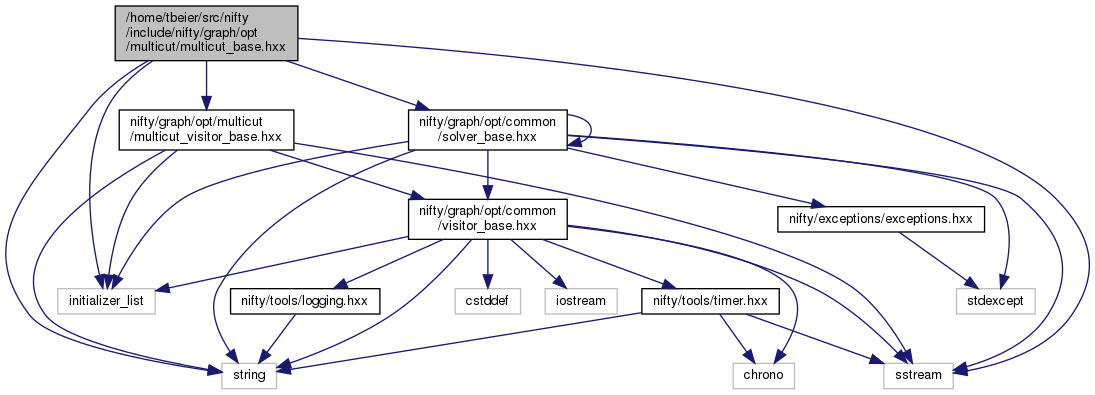 /home/tbeier/src/nifty
/include/nifty/graph/opt
/multicut/multicut_base.hxx
nifty/graph/opt/multicut
/multicut_visitor_base.hxx
nifty/graph/opt/common
/solver_base.hxx
nifty/graph/opt/common
/visitor_base.hxx
nifty/exceptions/exceptions.hxx
initializer_list
nifty/tools/logging.hxx
cstddef
iostream
nifty/tools/timer.hxx
stdexcept
string
chrono
sstream